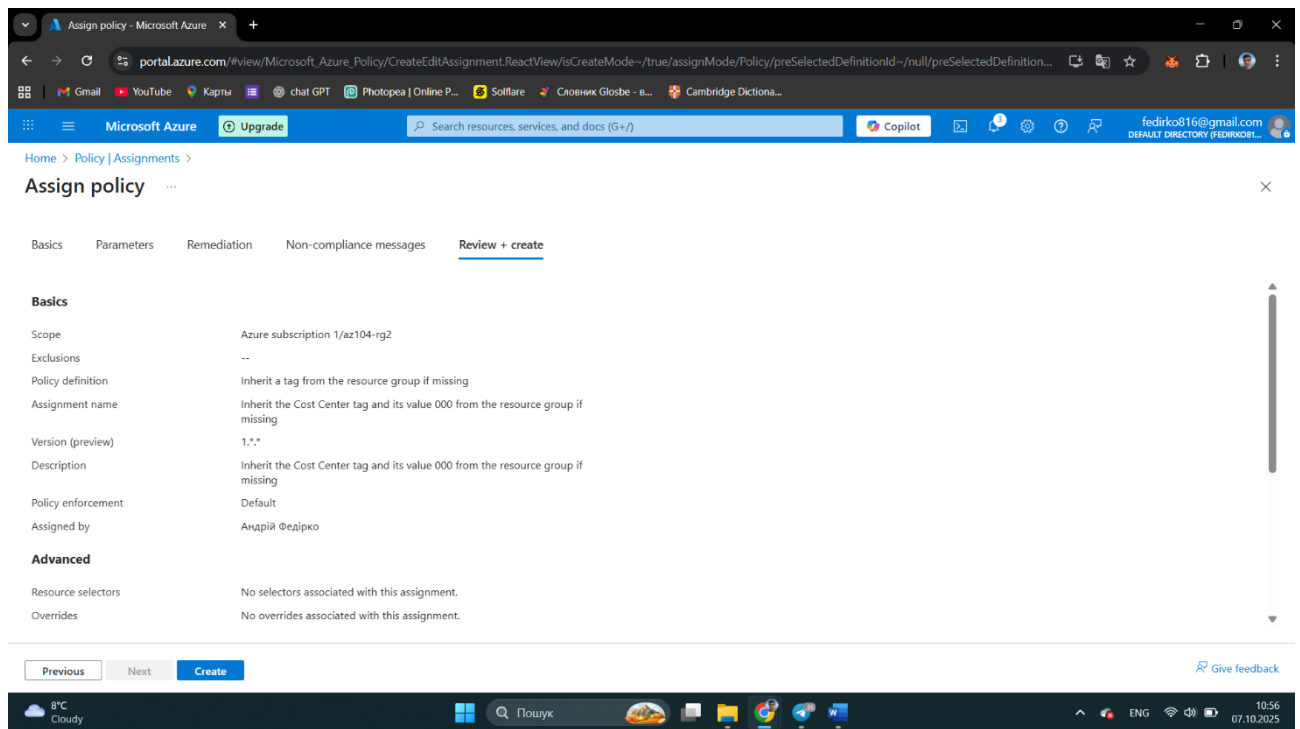 Assign policy - Microsoft Azure
portal.azure.com/#view/Microsoft_Azure_Policy/CreateEditAssignment.ReactView/isCreateMode~/true/assignMode/Policy/preSelectedDefinitionId~/null/preSelectedDefinition...
Gmail YouTube Карты chat GPT Photopea | Online P... Solflare Словник Glosbe - в... Cambridge Dictiona...
Microsoft Azure Upgrade Search resources, services, and docs (G+/) Copilot 3 fedirko816@gmail.com
DEFAULT DIRECTORY (FEDIRKO81...
Home > Policy | Assignments >
Assign policy ...
Basics Parameters Remediation Non-compliance messages Review + create
Basics
Scope Azure subscription 1/az104-rg2
Exclusions --
Policy definition Inherit a tag from the resource group if missing
Assignment name Inherit the Cost Center tag and its value 000 from the resource group if
missing
Version (preview) 1.*.*
Description Inherit the Cost Center tag and its value 000 from the resource group if
missing
Policy enforcement Default
Assigned by Андрій Федірко
Advanced
Resource selectors No selectors associated with this assignment.
Overrides No overrides associated with this assignment.
Previous Next Create Give feedback
8°C
Cloudy
Пошук
ENG
10:56
07.10.2025